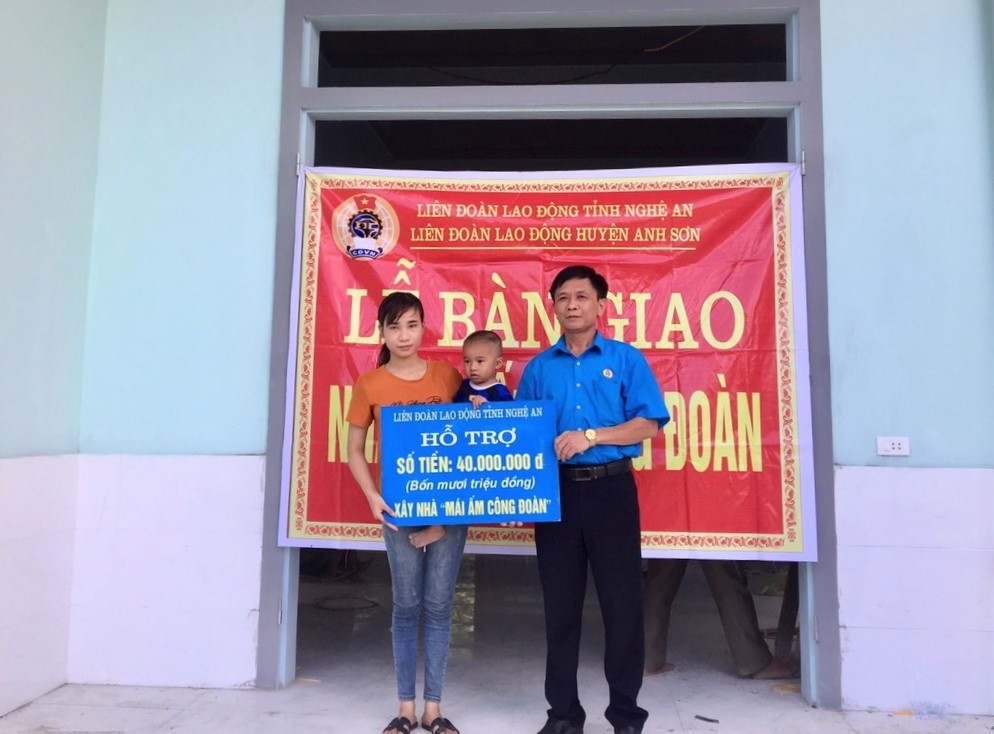 LIÊN ĐOÀN LAO ĐỘNG TỈNH NGHỆ AN
LIÊN ĐOÀN LAO ĐỘNG HUYỆN ANH SƠN
CĐVN
LỄ BÀN GIAO
ĐOÀN
LIÊN ĐOÀN LAO ĐỘNG TỈNH NGHỆ AN
HỖ TRỢ
SỐ TIỀN: 40.000.000 đ
(Bốn mươi triệu đồng)
XÂY NHÀ "MÁI ẤM CÔNG ĐOÀN"